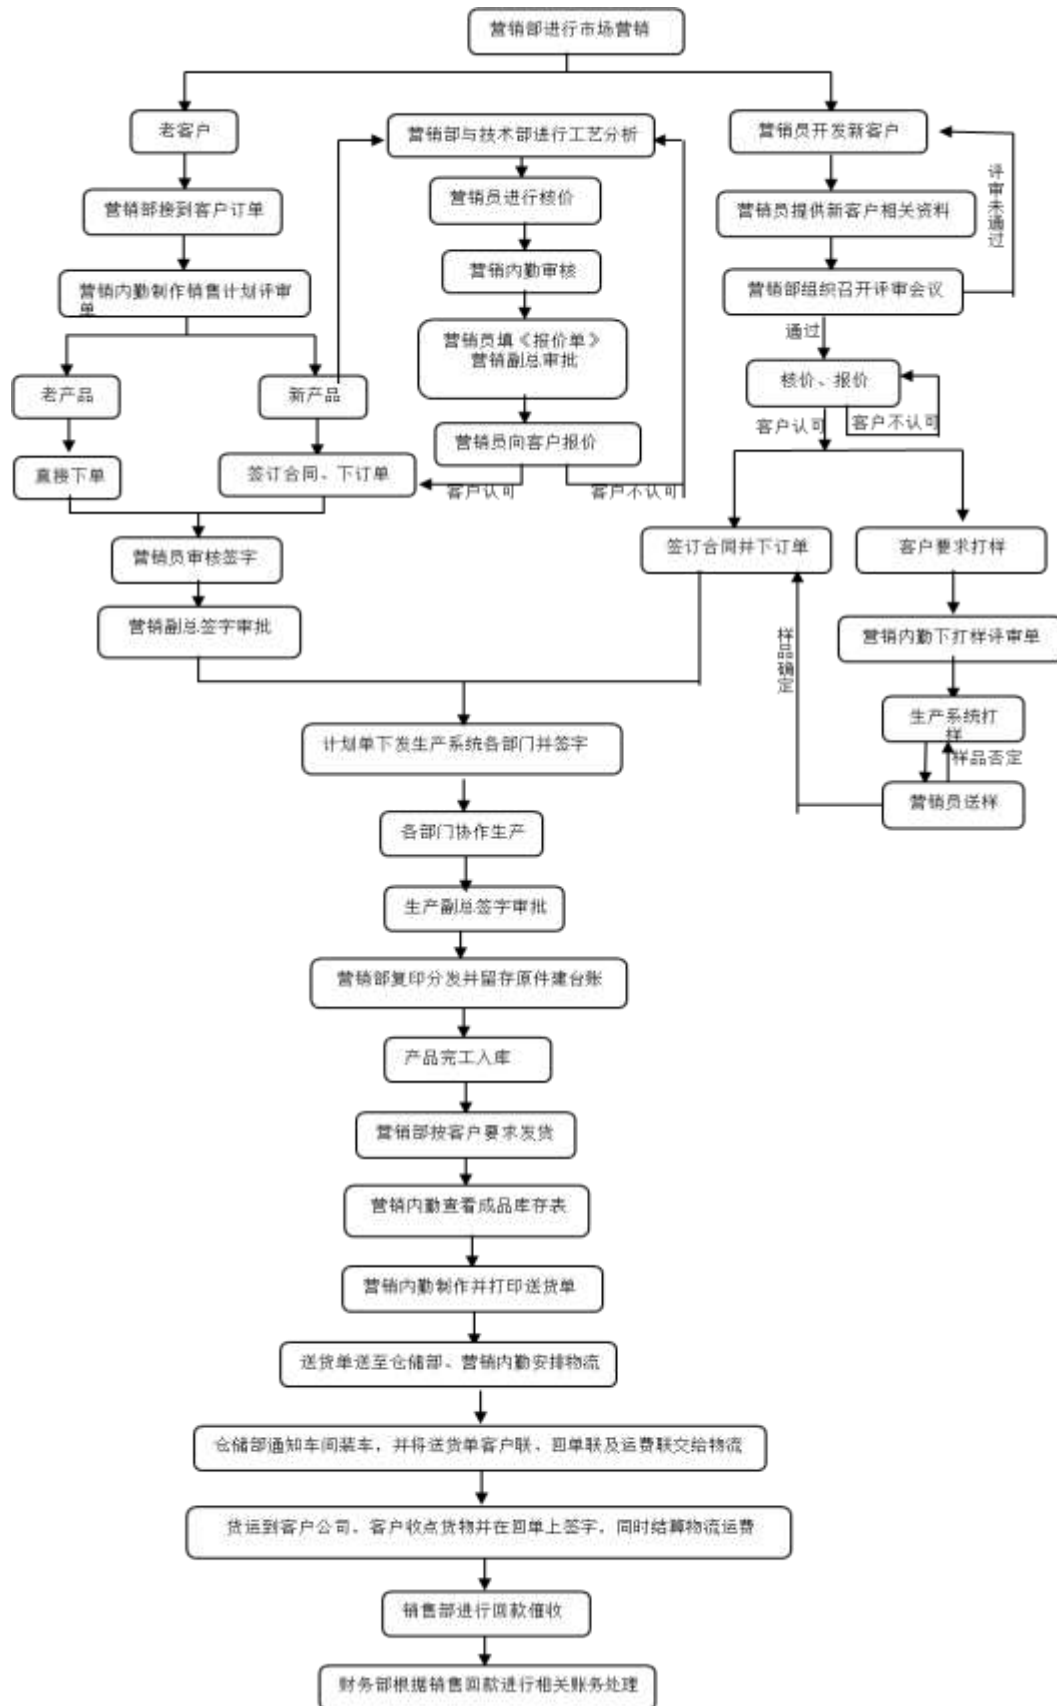 营销部进行市场营销
老客户
营销部接到客户订单
营销内勤制作销售计划评审
单
老产品
新产品
直接下单
签订合同、下订单
营销员审核签字
营销副总签字审批
营销部与技术部进行工艺分析
营销员进行核价
营销内勤审核
营销员填《报价单》
营销副总审批
营销员向客户报价
客户认可
客户不认可
营销员开发新客户
营销员提供新客户相关资料
营销部组织召开评审会议
评审未通过
通过
核价、报价
客户认可
客户不认可
签订合同并下订单
客户要求打样
营销内勤下打样评审单
生产系统打
样
样品否定
营销员送样
样品确定
计划单下发生产系统各部门并签字
各部门协作生产
生产副总签字审批
营销部复印分发并留存原件建台账
产品完工入库
营销部按客户要求发货
营销内勤查看成品库存表
营销内勤制作并打印送货单
送货单送至仓储部、营销内勤安排物流
仓储部通知车间装车，并将送货单客户联、回单联及运费联交给物流
货运到客户公司、客户收点货物并在回单上签字，同时结算物流运费
销售部进行回款催收
财务部根据销售回款进行相关账务处理